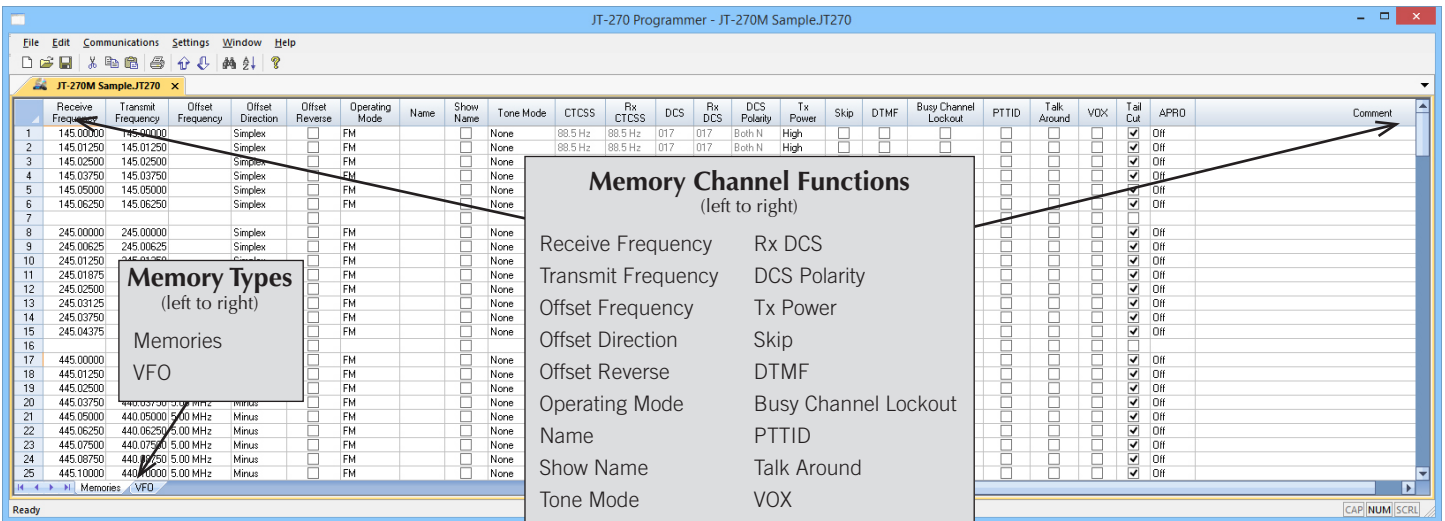 JT-270 Programmer - JT-270M Sample.JT270
File Edit Communications Settings Window Help
JT-270M Sample.JT270 x
Receive Frequency Transmit Frequency Offset Frequency Offset Direction Offset Reverse Operating Mode Name Show Name Tone Mode CTCSS Rx CTCSS DCS Rx DCS DCS Polarity Tx Power Skip DTMF Busy Channel Lockout PTTID Talk Around VOX Tail Cut APRO Comment
1 145.00000 145.00000 Simplex FM None 88.5 Hz 88.5 Hz 017 017 Both N High Off
2 145.01250 145.01250 Simplex FM None 88.5 Hz 88.5 Hz 017 017 Both N High Off
3 145.02500 145.02500 Simplex FM None Off
4 145.03750 145.03750 Simplex FM None Off
5 145.05000 145.05000 Simplex FM None Off
6 145.06250 145.06250 Simplex FM None Off
7
8 245.00000 245.00000 Simplex FM None Off
9 245.00625 245.00625 Simplex FM None Off
10 245.01250 FM None Off
11 245.01875 FM None Off
12 245.02500 FM None Off
13 245.03125 FM None Off
14 245.03750 FM None Off
15 245.04375 FM None Off
16
17 445.00000 FM None Off
18 445.01250 FM None Off
19 445.02500 FM None Off
20 445.03750 440.03750 5.00 MHz Minus FM None Off
21 445.05000 440.05000 5.00 MHz Minus FM None Off
22 445.06250 440.06250 5.00 MHz Minus FM None Off
23 445.07500 440.07500 5.00 MHz Minus FM None Off
24 445.08750 440.08750 5.00 MHz Minus FM None Off
25 445.10000 440.10000 5.00 MHz Minus FM None Off
Memories VFO
Ready CAP NUM SCRL
Memory Types
(left to right)
Memories
VFO
Memory Channel Functions
(left to right)
Receive Frequency Rx DCS
Transmit Frequency DCS Polarity
Offset Frequency Tx Power
Offset Direction Skip
Offset Reverse DTMF
Operating Mode Busy Channel Lockout
Name PTTID
Show Name Talk Around
Tone Mode VOX